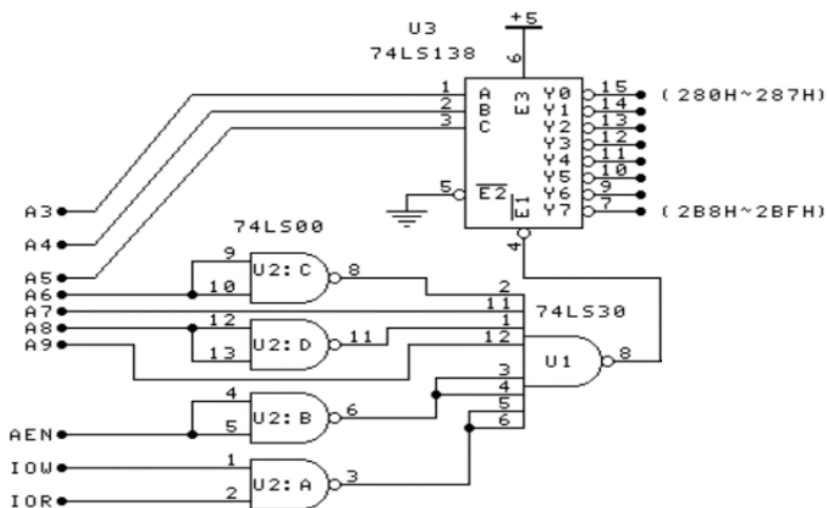 +5
U3
74LS138
6
1 A E3 Y0 15 (280H~287H)
2 B Y1 14
3 C Y2 13
Y3 12
Y4 11
Y5 10
5 E2 E1 Y6 9
Y7 7 (2B8H~2BFH)
4
A3
A4
A5
A6
A7
A8
A9
74LS00
9
10 U2:C 8
12
13 U2:D 11
4
5 U2:B 6
1
2 U2:A 3
AEN
IOW
IOR
2
11
1
12
3
4
5
6
74LS30
U1 8